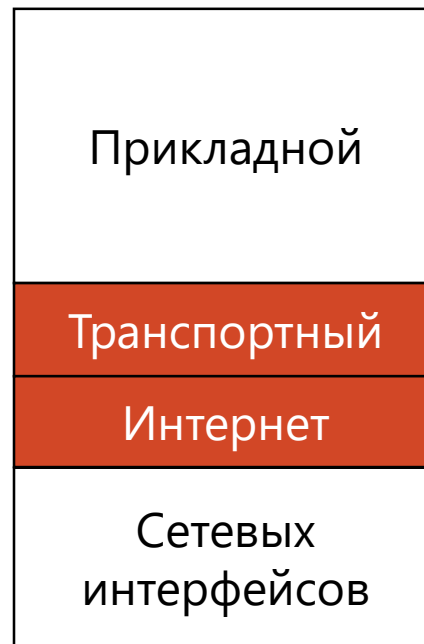 Прикладной
Транспортный
Интернет
Сетевых
интерфейсов